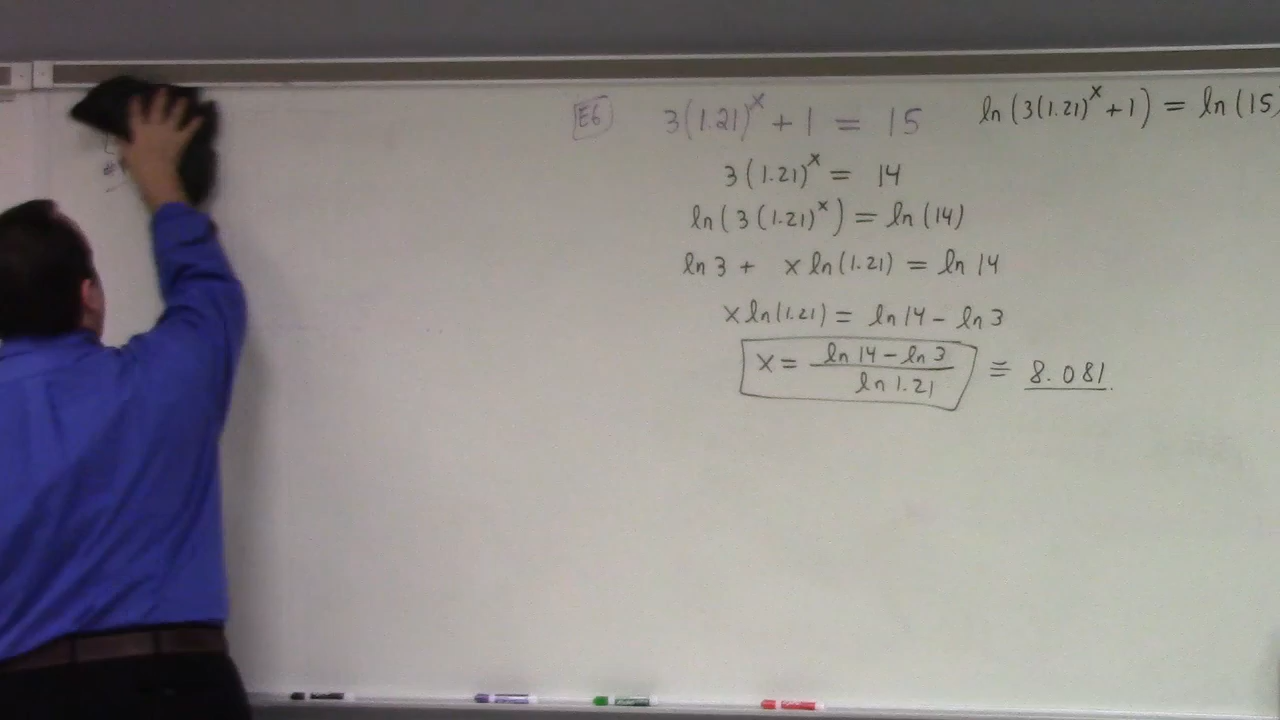 E6
3(1.21)^x + 1 = 15
ln(3(1.21)^x + 1) = ln(15)
3(1.21)^x = 14
ln(3(1.21)^x) = ln(14)
ln 3 + x ln(1.21) = ln 14
x ln(1.21) = ln 14 − ln 3
x = (ln 14 − ln 3)/(ln 1.21) ≅ 8.081